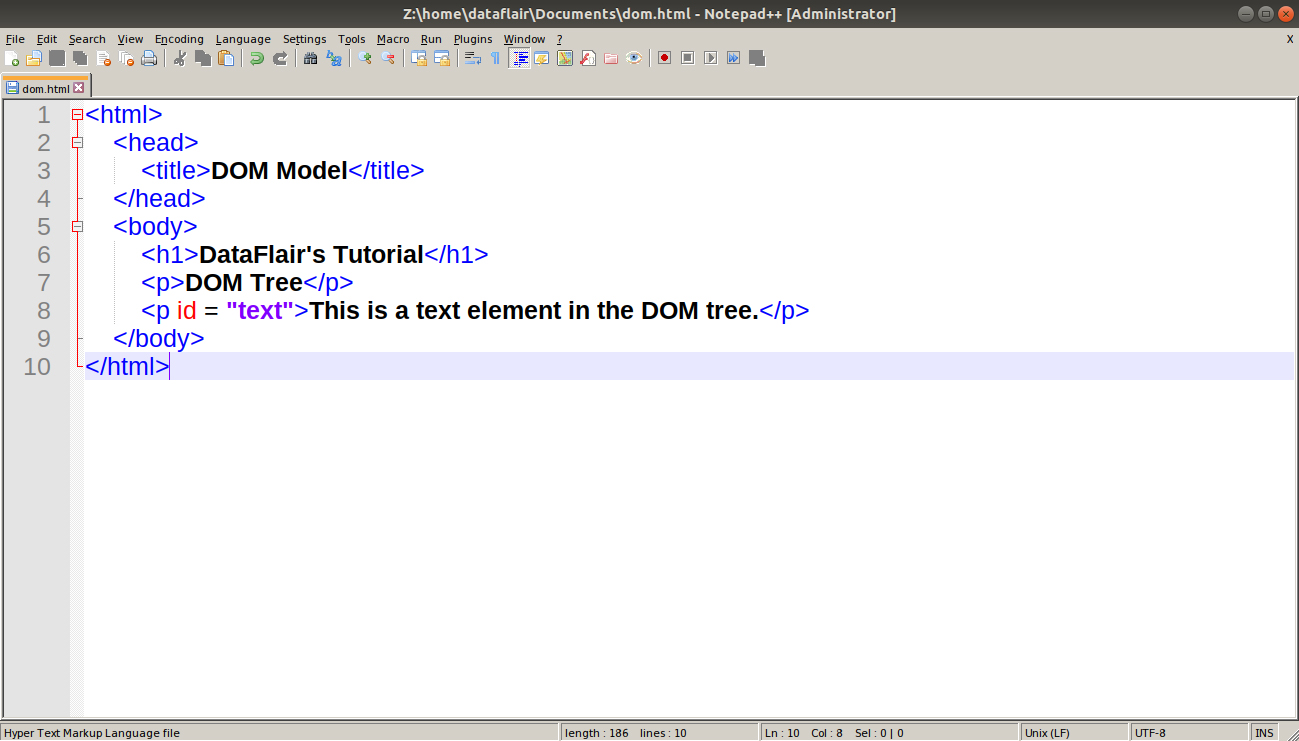 Z:\home\dataflair\Documents\dom.html - Notepad++ [Administrator]
File Edit Search View Encoding Language Settings Tools Macro Run Plugins Window ? X
dom.html
1 <html>
2 <head>
3 <title>DOM Model</title>
4 </head>
5 <body>
6 <h1>DataFlair's Tutorial</h1>
7 <p>DOM Tree</p>
8 <p id = "text">This is a text element in the DOM tree.</p>
9 </body>
10 </html>
Hyper Text Markup Language file length : 186 lines : 10 Ln : 10 Col : 8 Sel : 0 | 0 Unix (LF) UTF-8 INS